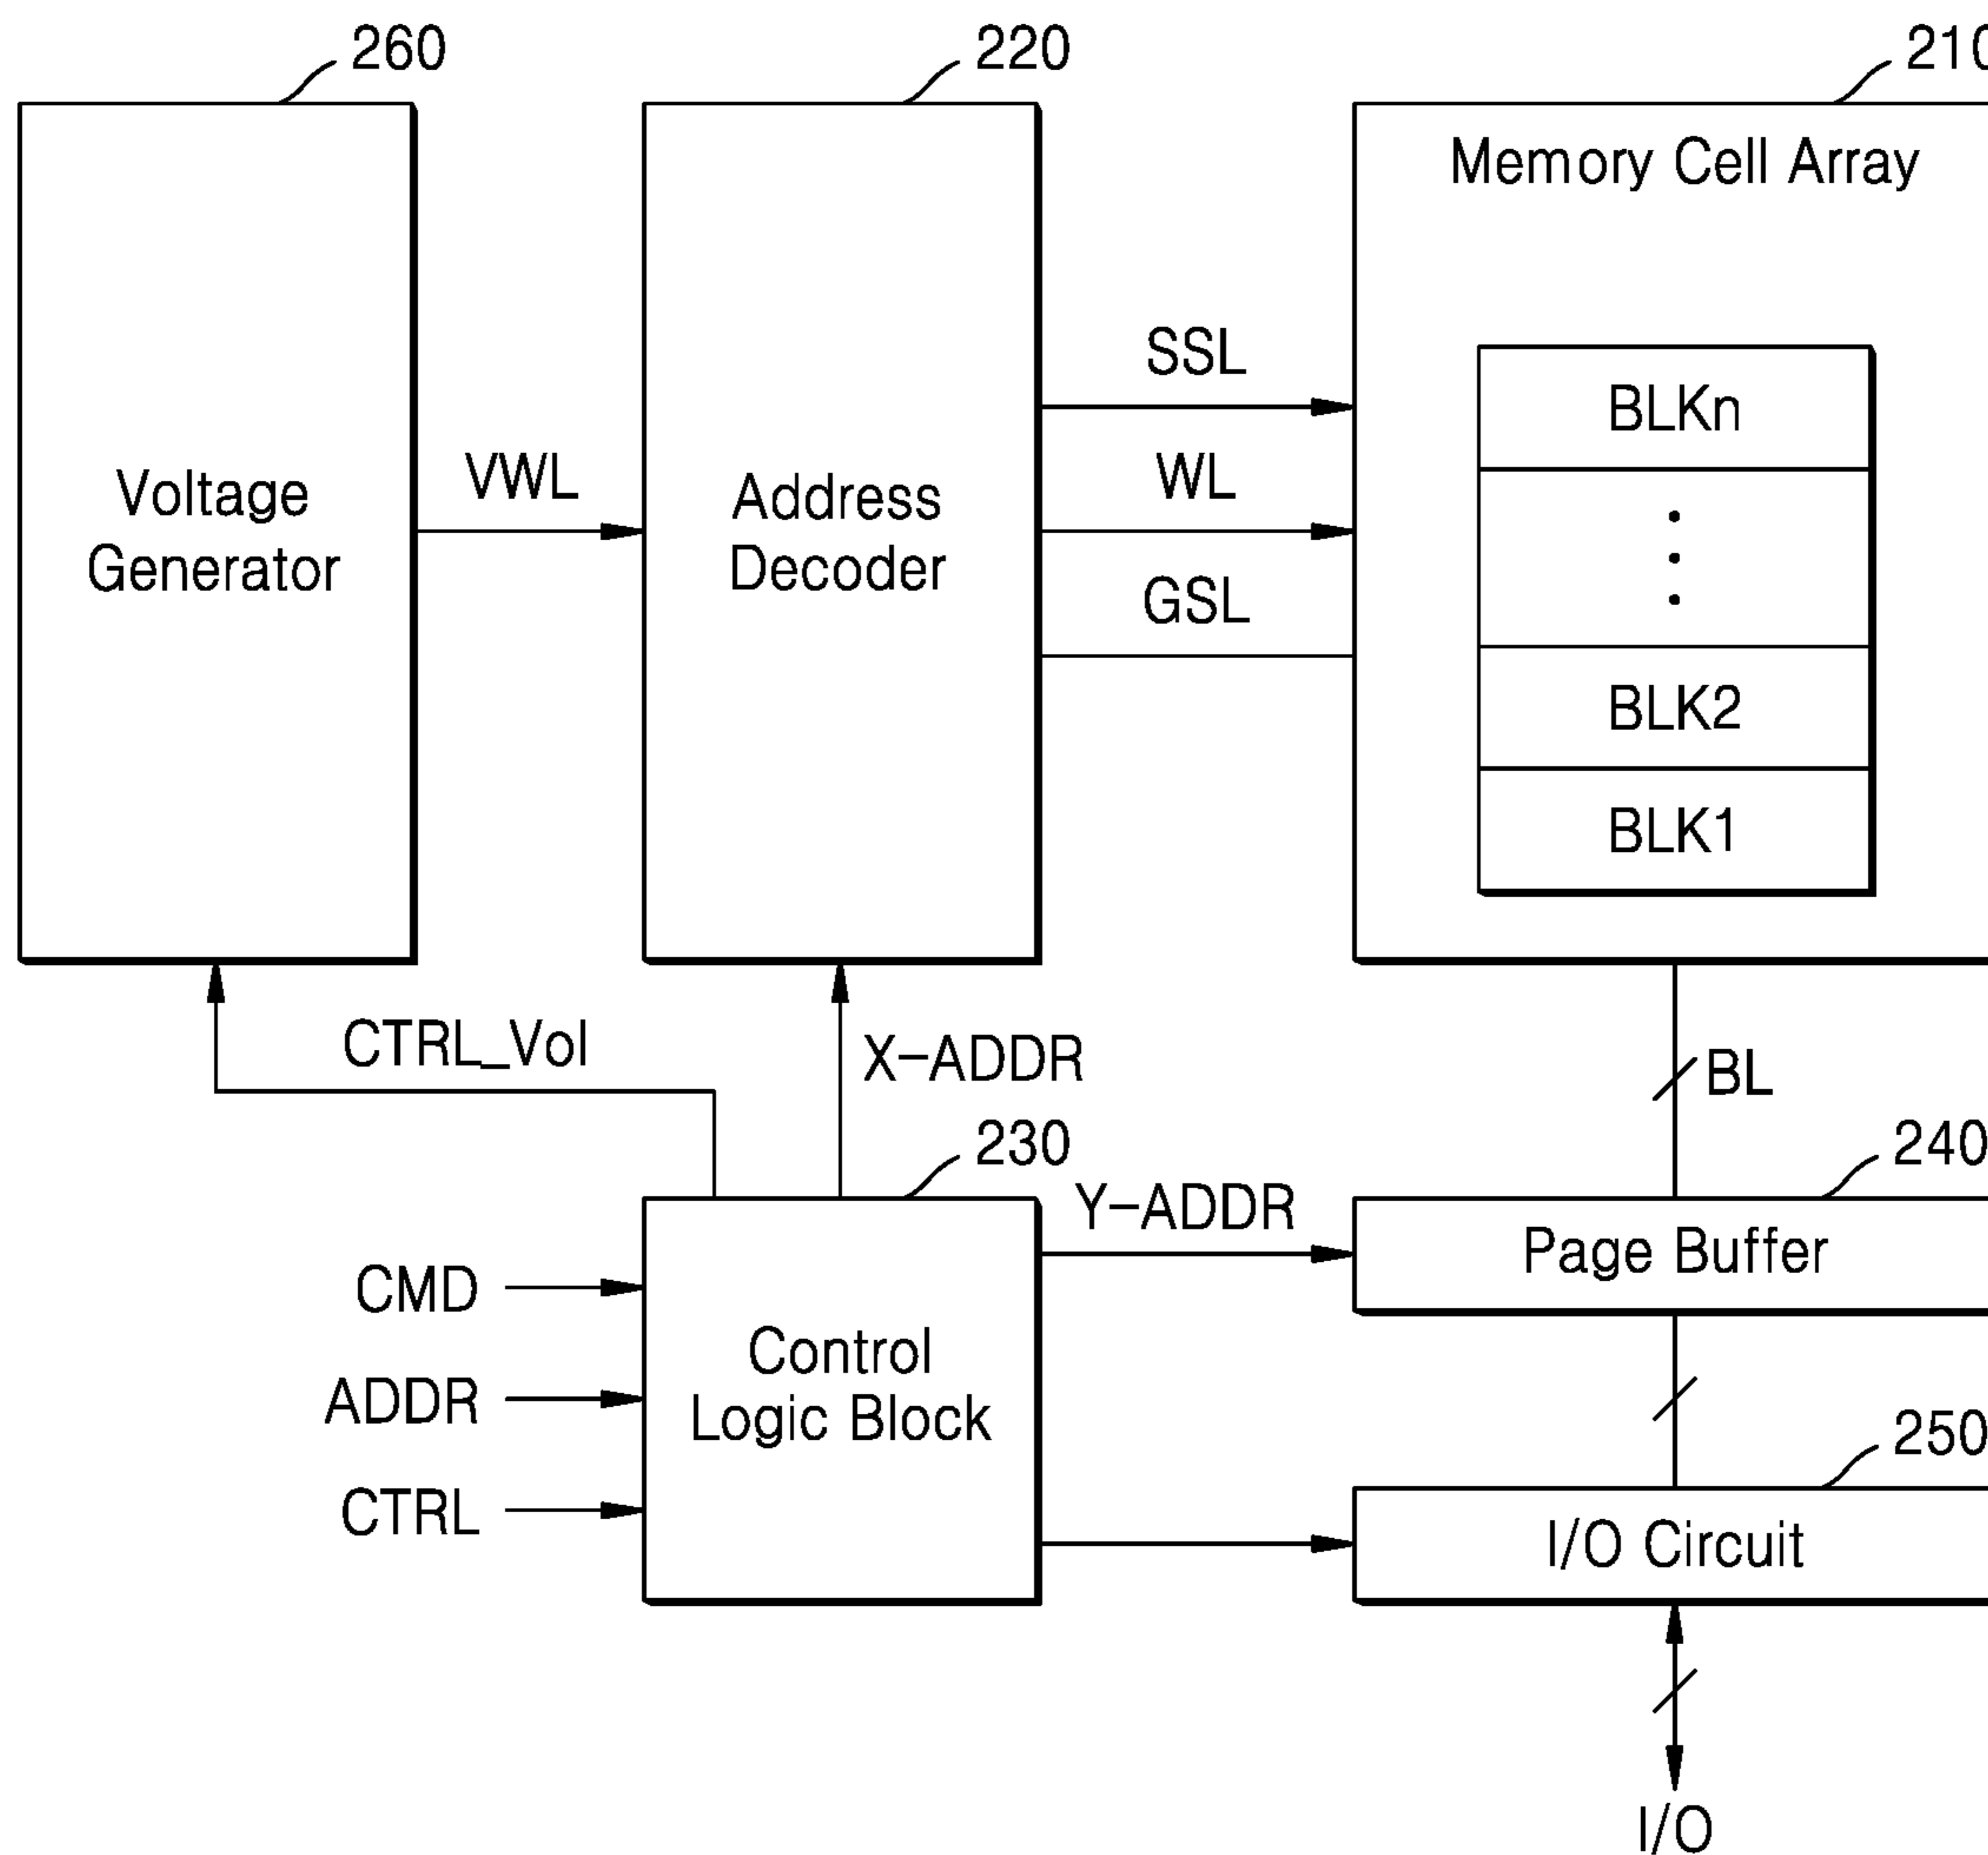 260
220
210
Memory Cell Array
SSL
BLKn
VWL
WL
Voltage
Generator
Address
Decoder
GSL
BLK2
BLK1
CTRL_Vol
X-ADDR
BL
230
240
Y-ADDR
Page Buffer
CMD
Control
Logic Block
ADDR
250
CTRL
I/O Circuit
I/O